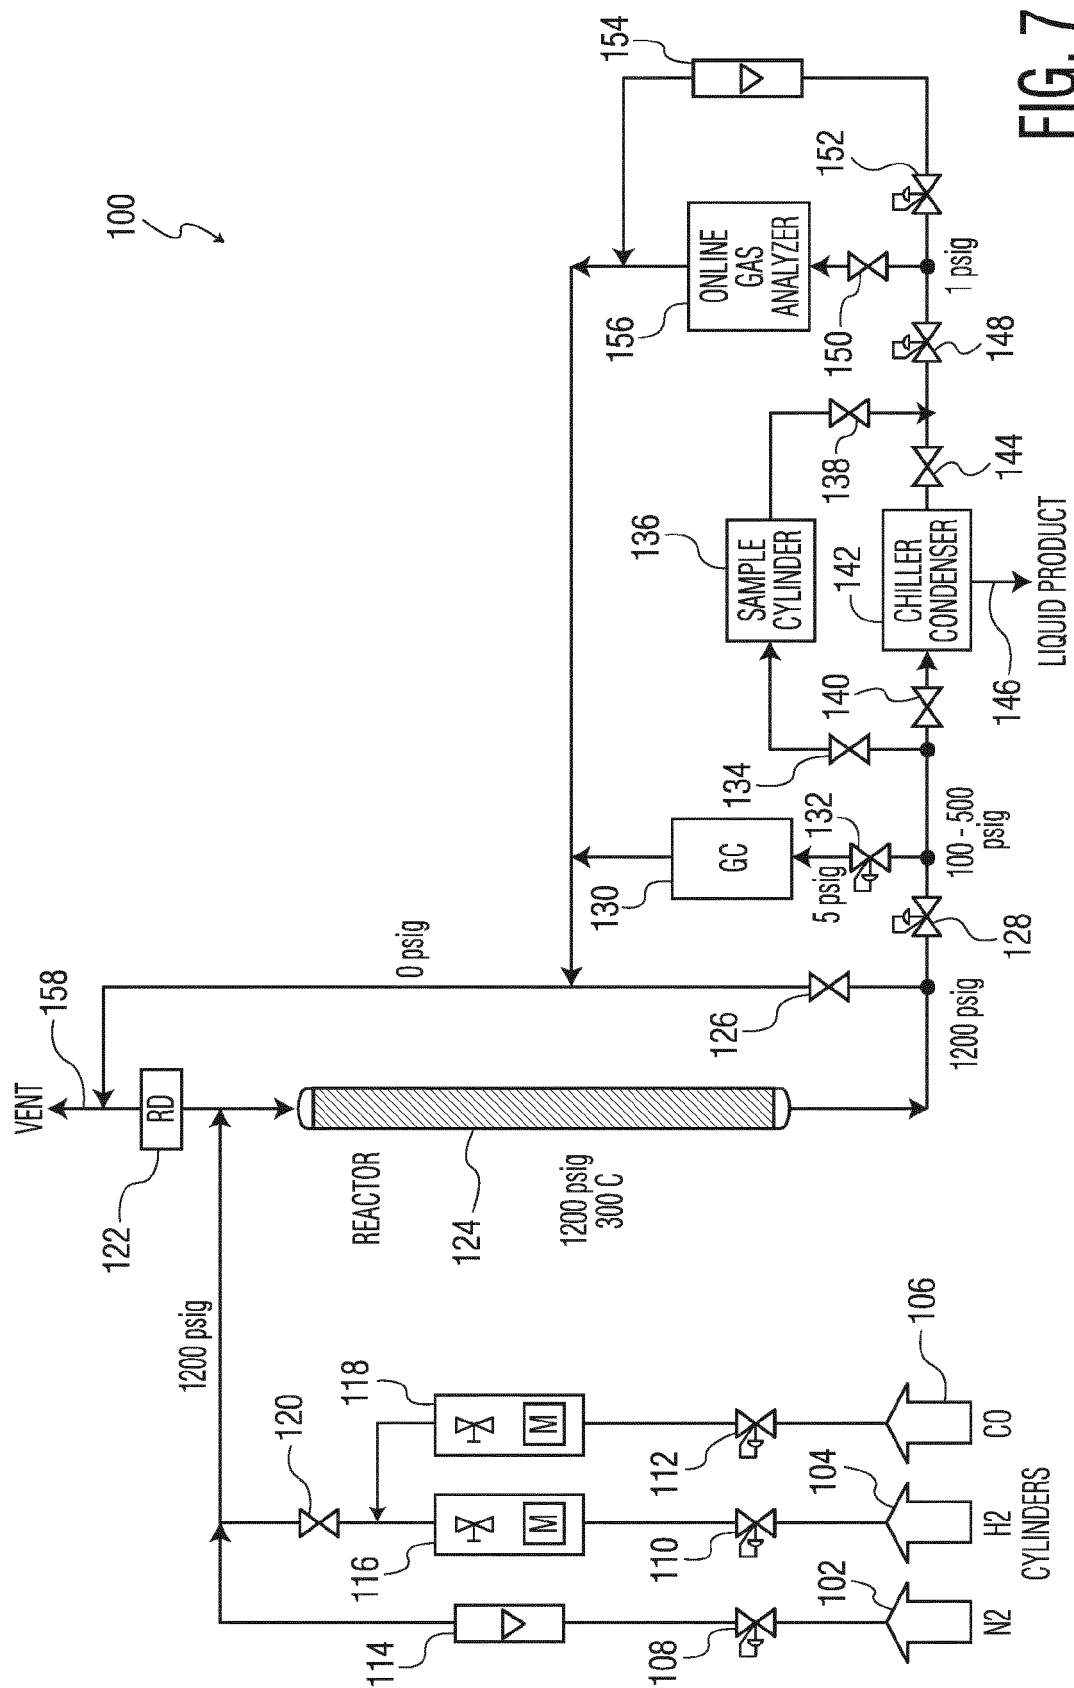 FIG. 7
100
VENT
158
RD
122
1200 psig
0 psig
REACTOR
124
1200 psig
300 C
120
118
M
116
M
114
112
110
108
106
CO
104
H2
102
N2
CYLINDERS
126
1200 psig
128
130
GC
5 psig
132
100 - 500
psig
134
136
SAMPLE
CYLINDER
138
140
142
CHILLER
CONDENSER
144
146
LIQUID PRODUCT
148
150
1 psig
152
154
156
ONLINE
GAS
ANALYZER